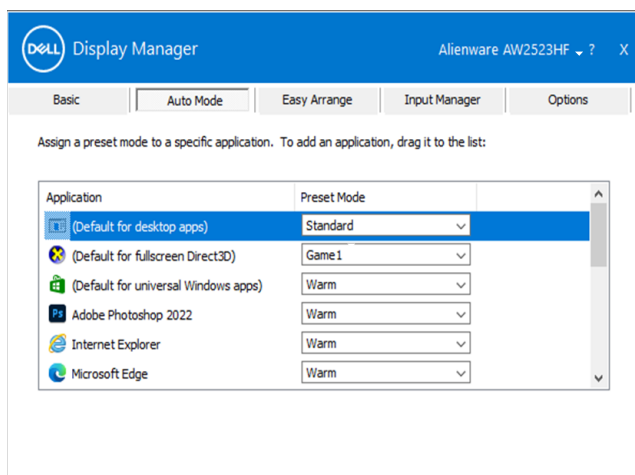 DELL Display Manager Alienware AW2523HF ? X
Basic Auto Mode Easy Arrange Input Manager Options
Assign a preset mode to a specific application. To add an application, drag it to the list:
Application Preset Mode
(Default for desktop apps) Standard
(Default for fullscreen Direct3D) Game1
(Default for universal Windows apps) Warm
Ps Adobe Photoshop 2022 Warm
Internet Explorer Warm
Microsoft Edge Warm